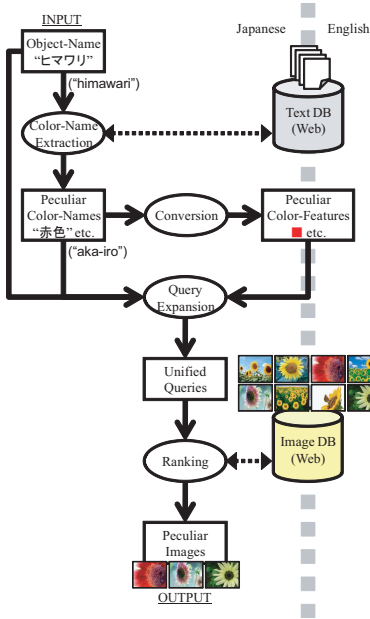 INPUT
Japanese English
Object-Name
“ヒマワリ”
(“himawari”)
Color-Name
Extraction
Text DB
(Web)
Peculiar
Color-Names
“赤色” etc.
Conversion
Peculiar
Color-Features
etc.
(“aka-iro”)
Query
Expansion
Unified
Queries
Ranking
Image DB
(Web)
Peculiar
Images
OUTPUT